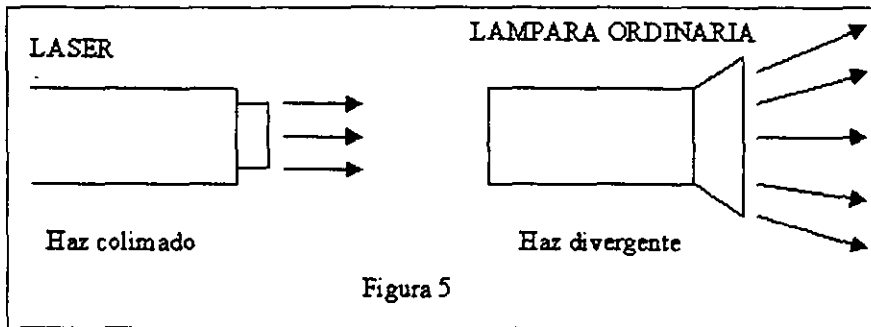 LASER
LAMPARA ORDINARIA
Haz colimado
Haz divergente
Figura 5